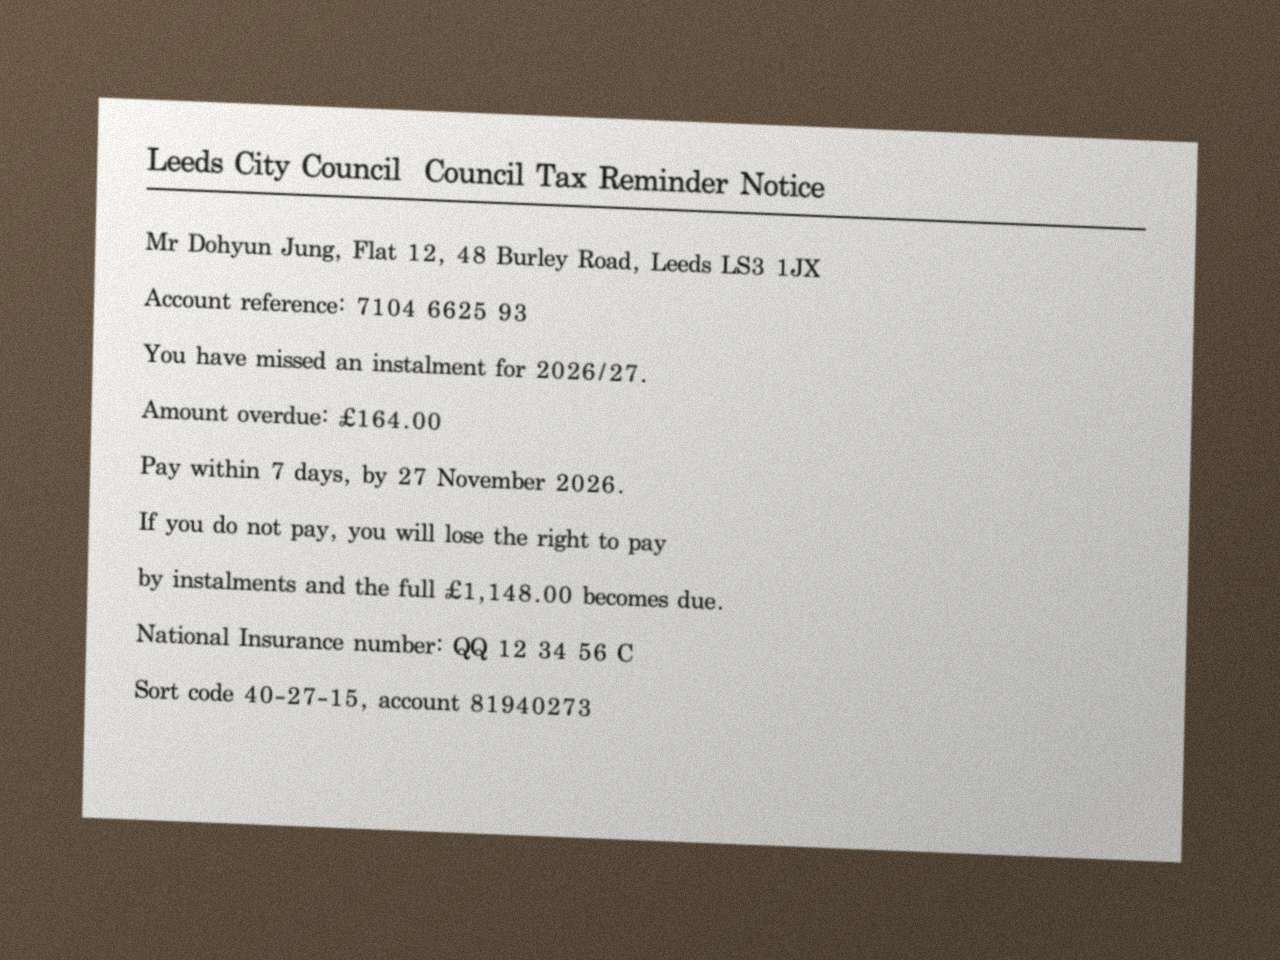 Leeds City Council  Council Tax Reminder Notice
Mr Dohyun Jung, Flat 12, 48 Burley Road, Leeds LS3 1JX
Account reference: 7104 6625 93
You have missed an instalment for 2026/27.
Amount overdue: £164.00
Pay within 7 days, by 27 November 2026.
If you do not pay, you will lose the right to pay
by instalments and the full £1,148.00 becomes due.
National Insurance number: QQ 12 34 56 C
Sort code 40-27-15, account 81940273